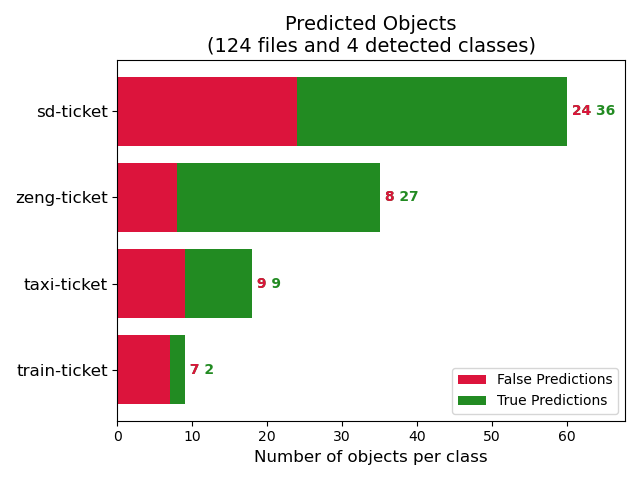 Predicted Objects
(124 files and 4 detected classes)
sd-ticket
24 36
zeng-ticket
8 27
taxi-ticket
9 9
train-ticket
7 2
False Predictions
True Predictions
0 10 20 30 40 50 60
Number of objects per class